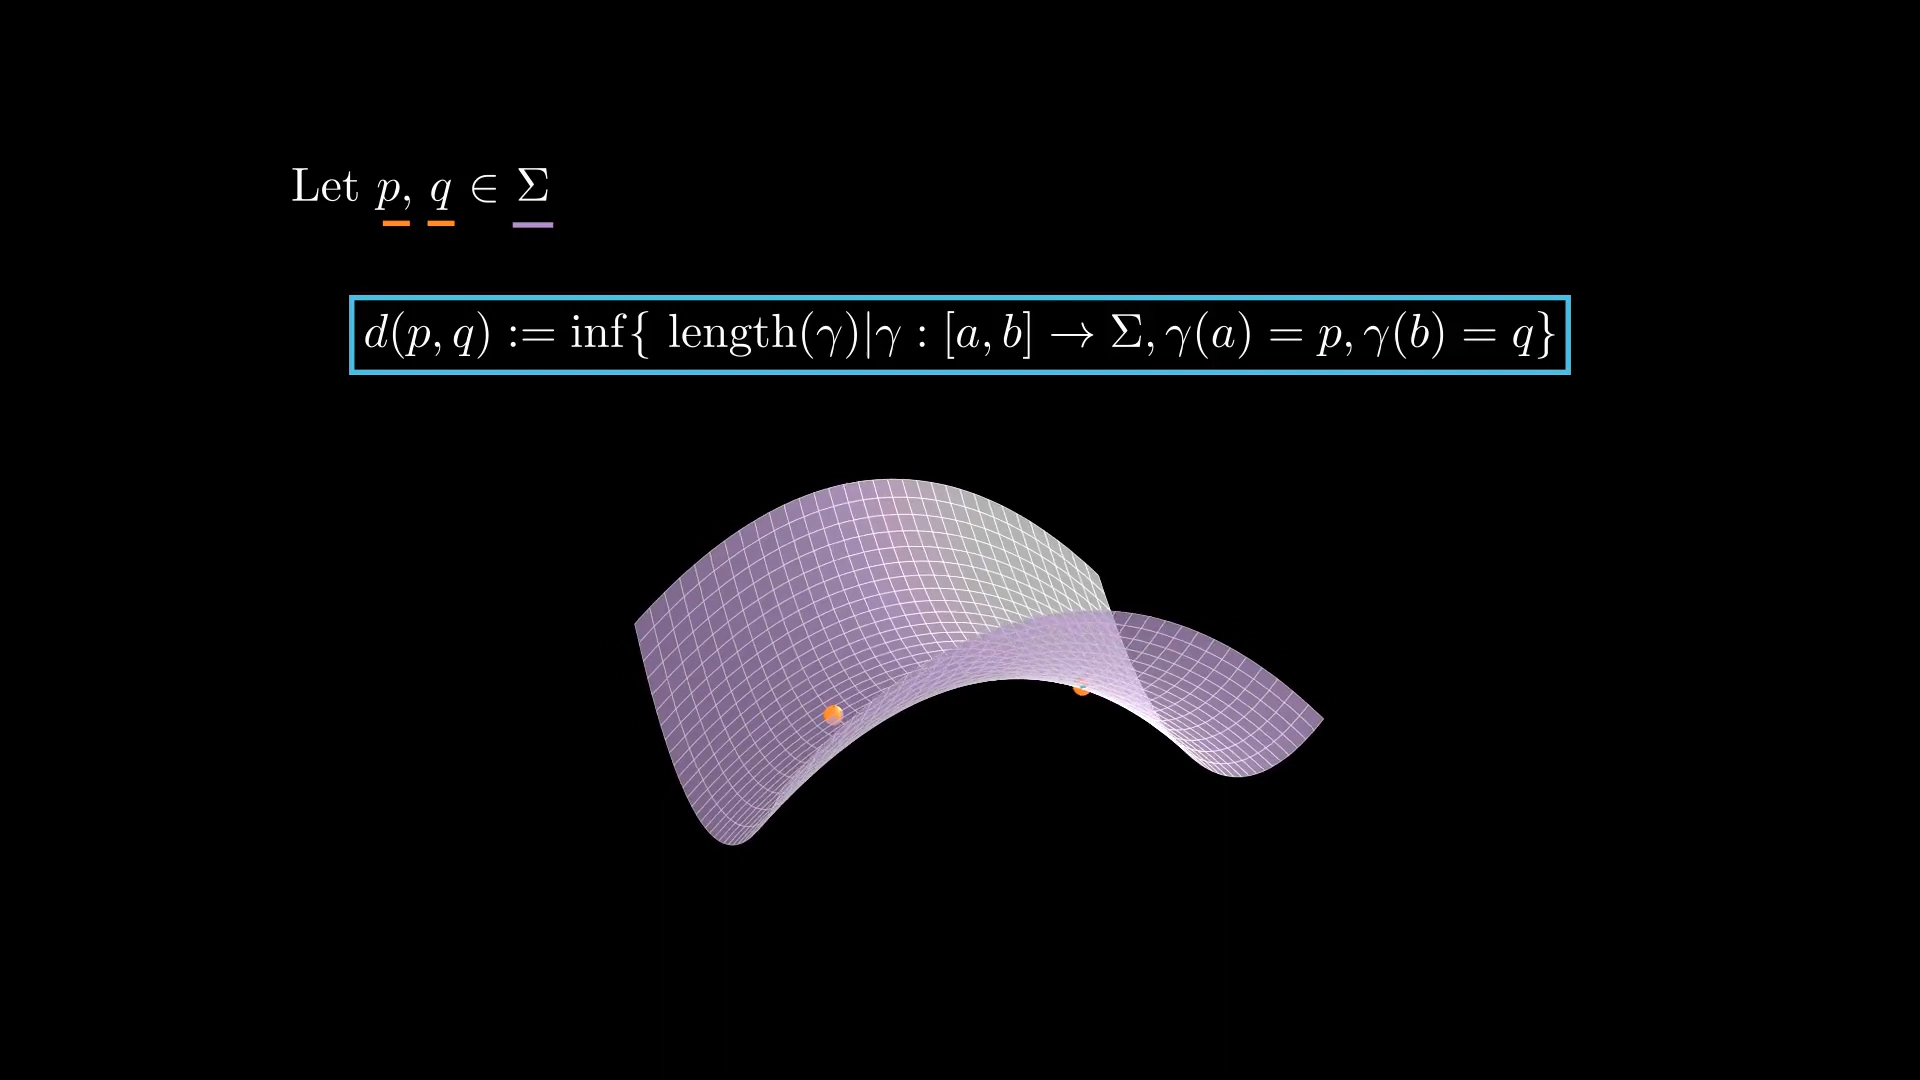 Let p, q ∈ Σ
d(p, q) := inf{ length(γ)|γ : [a, b] → Σ, γ(a) = p, γ(b) = q}